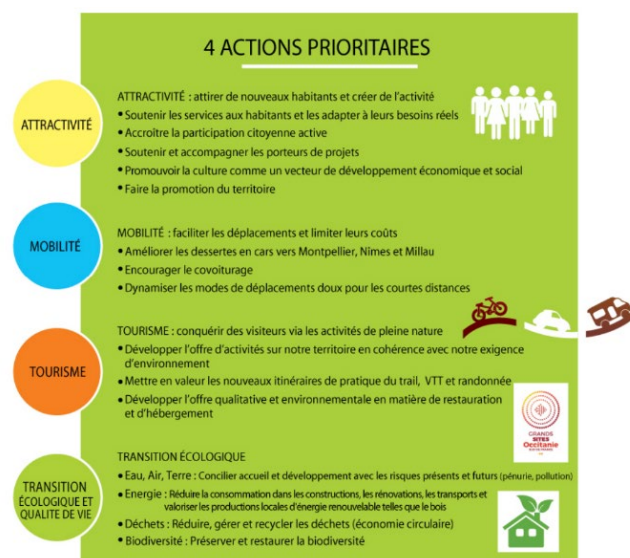 4 ACTIONS PRIORITAIRES
ATTRACTIVITÉ
ATTRACTIVITÉ : attirer de nouveaux habitants et créer de l'activité
• Soutenir les services aux habitants et les adapter à leurs besoins réels
• Accroître la participation citoyenne active
• Soutenir et accompagner les porteurs de projets
• Promouvoir la culture comme un vecteur de développement économique et social
• Faire la promotion du territoire
MOBILITÉ
MOBILITÉ : faciliter les déplacements et limiter leurs coûts
• Améliorer les dessertes en cars vers Montpellier, Nîmes et Millau
• Encourager le covoiturage
• Dynamiser les modes de déplacements doux pour les courtes distances
TOURISME
TOURISME : conquérir des visiteurs via les activités de pleine nature
• Développer l'offre d'activités sur notre territoire en cohérence avec notre exigence
d'environnement
• Mettre en valeur les nouveaux itinéraires de pratique du trail, VTT et randonnée
• Développer l'offre qualitative et environnementale en matière de restauration
et d'hébergement
GRANDS
SITES
Occitanie
TRANSITION
ÉCOLOGIQUE ET
QUALITE DE VIE
TRANSITION ÉCOLOGIQUE
• Eau, Air, Terre : Concilier accueil et développement avec les risques présents et futurs (pénurie, pollution)
• Energie : Réduire la consommation dans les constructions, les rénovations, les transports et
valoriser les productions locales d'énergie renouvelable telles que le bois
• Déchets : Réduire, gérer et recycler les déchets (économie circulaire)
• Biodiversité : Préserver et restaurer la biodiversité